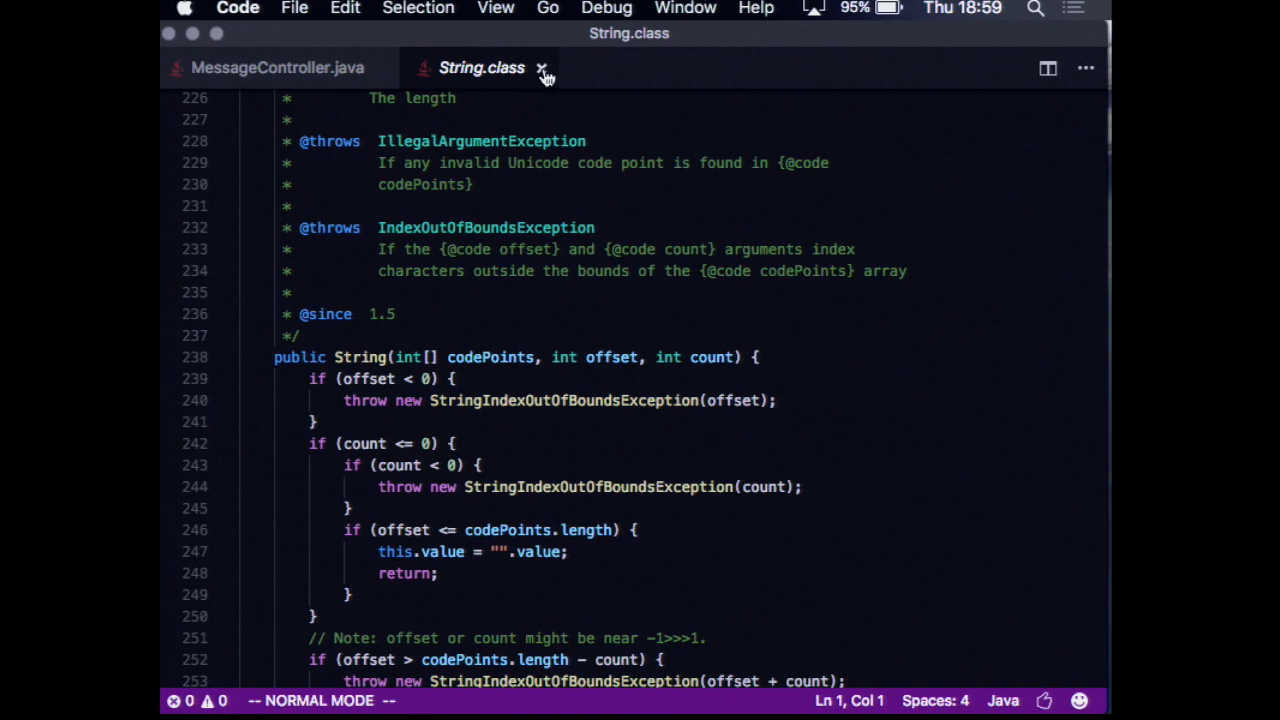 Code File Edit Selection View Go Debug Window Help 95% Thu 18:59
String.class
MessageController.java String.class
226 * The length
227 *
228 * @throws IllegalArgumentException
229 * If any invalid Unicode code point is found in {@code
230 * codePoints}
231 *
232 * @throws IndexOutOfBoundsException
233 * If the {@code offset} and {@code count} arguments index
234 * characters outside the bounds of the {@code codePoints} array
235 *
236 * @since 1.5
237 */
238 public String(int[] codePoints, int offset, int count) {
239 if (offset < 0) {
240 throw new StringIndexOutOfBoundsException(offset);
241 }
242 if (count <= 0) {
243 if (count < 0) {
244 throw new StringIndexOutOfBoundsException(count);
245 }
246 if (offset <= codePoints.length) {
247 this.value = "".value;
248 return;
249 }
250 }
251 // Note: offset or count might be near -1>>>1.
252 if (offset > codePoints.length - count) {
253 throw new StringIndexOutOfBoundsException(offset + count);
0 0 -- NORMAL MODE -- Ln 1, Col 1 Spaces: 4 Java